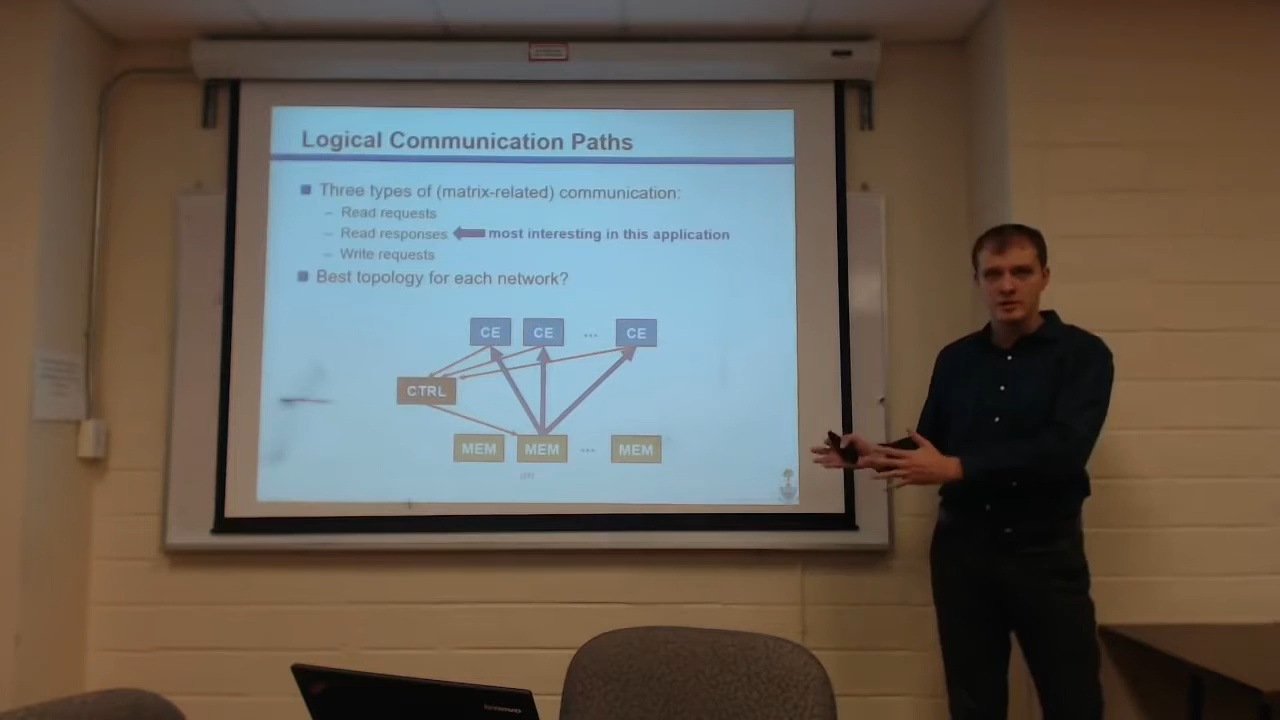 Logical Communication Paths
Three types of (matrix-related) communication:
– Read requests
– Read responses most interesting in this application
– Write requests
Best topology for each network?
CE CE ... CE
CTRL
MEM MEM ... MEM
lenovo